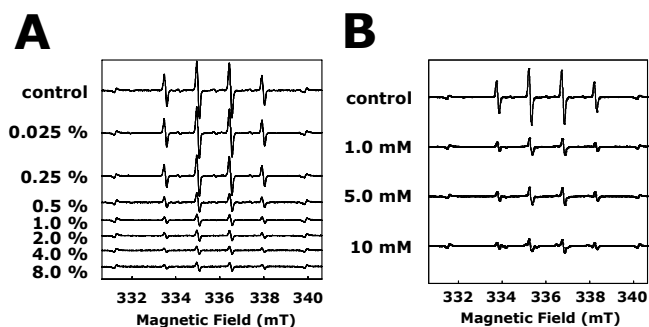 A
control
0.025 %
0.25 %
0.5 %
1.0 %
2.0 %
4.0 %
8.0 %
332 334 336 338 340
Magnetic Field (mT)
B
control
1.0 mM
5.0 mM
10 mM
332 334 336 338 340
Magnetic Field (mT)